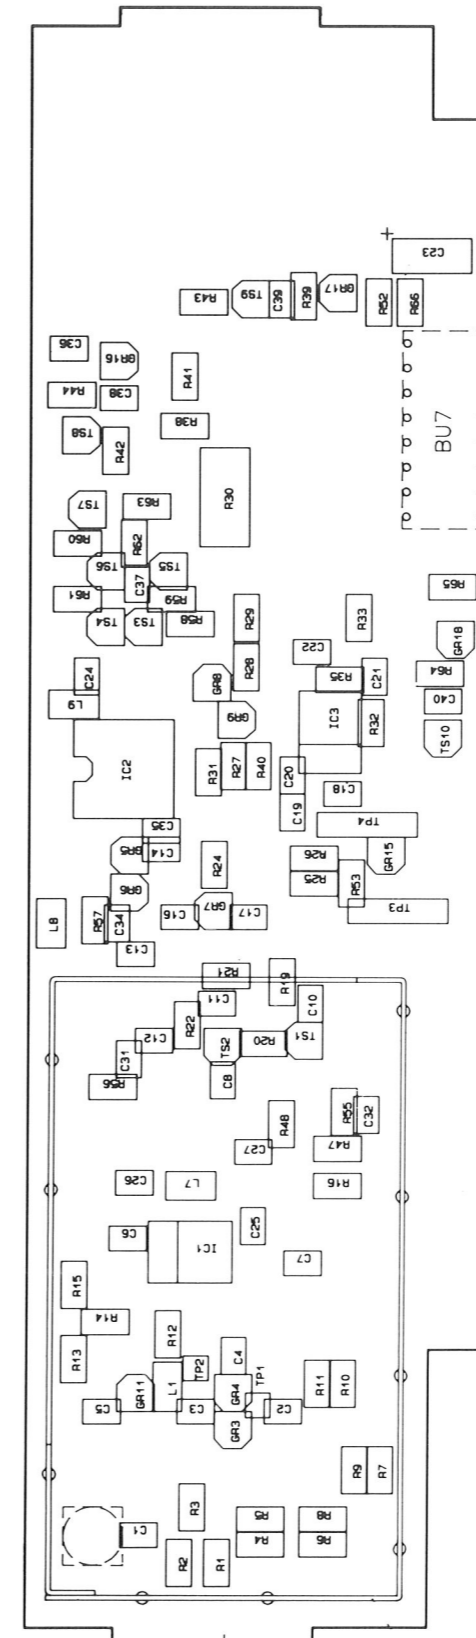 +
C23
R43
TS9
C39
R39
GR17
R52
R66
C36
GR16
R41
R44
C38
R38
TS8
R42
BU7
R30
TS7
R63
R60
R62
TS6
TS5
C37
R65
R61
R59
R29
R33
TS4
TS3
R58
GR18
C22
R28
C24
R35
C21
R64
GR8
L9
C40
GR9
IC3
R32
TS10
IC2
R31
R27
R40
C20
C18
C19
TP4
C35
GR5
C14
R24
R26
GR15
R25
R53
GR6
TP3
L8
R57
C34
C16
GR7
C17
C13
R21
R19
C11
C10
R22
C12
TS2
R20
TS1
C31
C8
R56
R55
C32
R48
R47
C27
C26
L7
R16
C25
C6
IC1
C7
R15
R14
R12
R13
C4
TP2
TP1
GR11
L1
GR4
R11
R10
C5
C3
C2
GR3
R9
R7
R3
R5
R8
C1
R4
R6
R2
R1